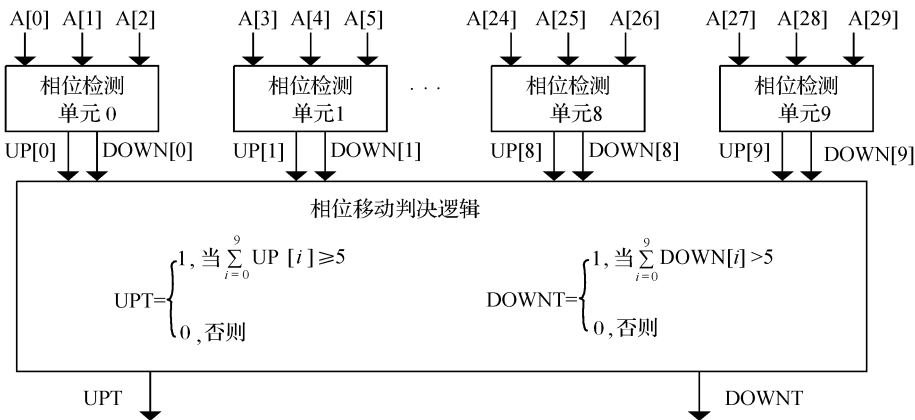 A[0] A[1] A[2] A[3] A[4] A[5] A[24] A[25] A[26] A[27] A[28] A[29]
相位检测 相位检测 ··· 相位检测 相位检测
单元 0 单元1 单元8 单元9
UP[0] DOWN[0] UP[1] DOWN[1] UP[8] DOWN[8] UP[9] DOWN[9]
相位移动判决逻辑
UPT={1,当∑_{i=0}^{9}UP [i]≥5
0,否则
DOWNT={1,当∑_{i=0}^{9}DOWN[i]>5
0,否则
UPT DOWNT